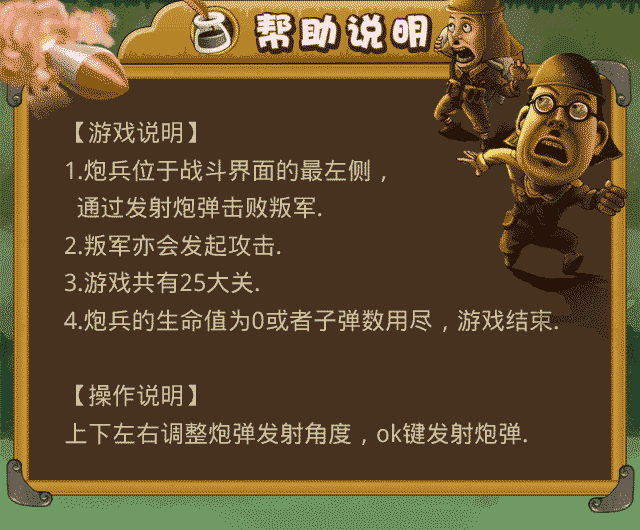 帮助说明
【游戏说明】
1.炮兵位于战斗界面的最左侧，
通过发射炮弹击败叛军.
2.叛军亦会发起攻击.
3.游戏共有25大关.
4.炮兵的生命值为0或者子弹数用尽，游戏结束.
【操作说明】
上下左右调整炮弹发射角度，ok键发射炮弹.